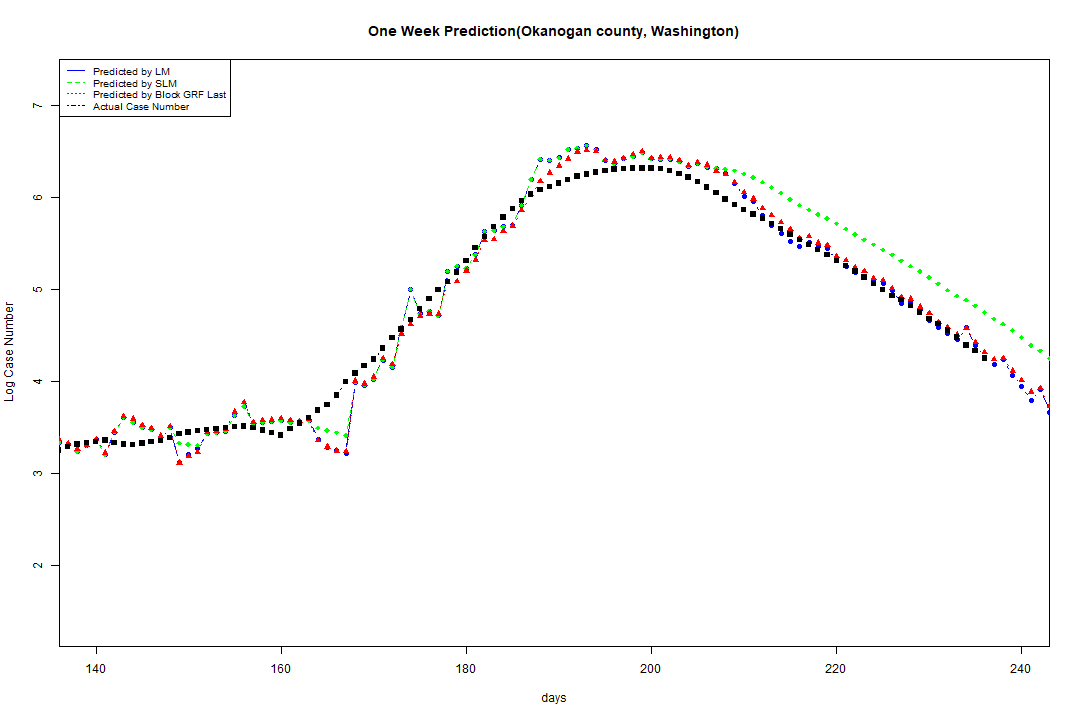 One Week Prediction(Okanogan county, Washington)
Predicted by LM
Predicted by SLM
Predicted by Block GRF Last
Actual Case Number
7
6
5
4
3
2
Log Case Number
140 160 180 200 220 240
days